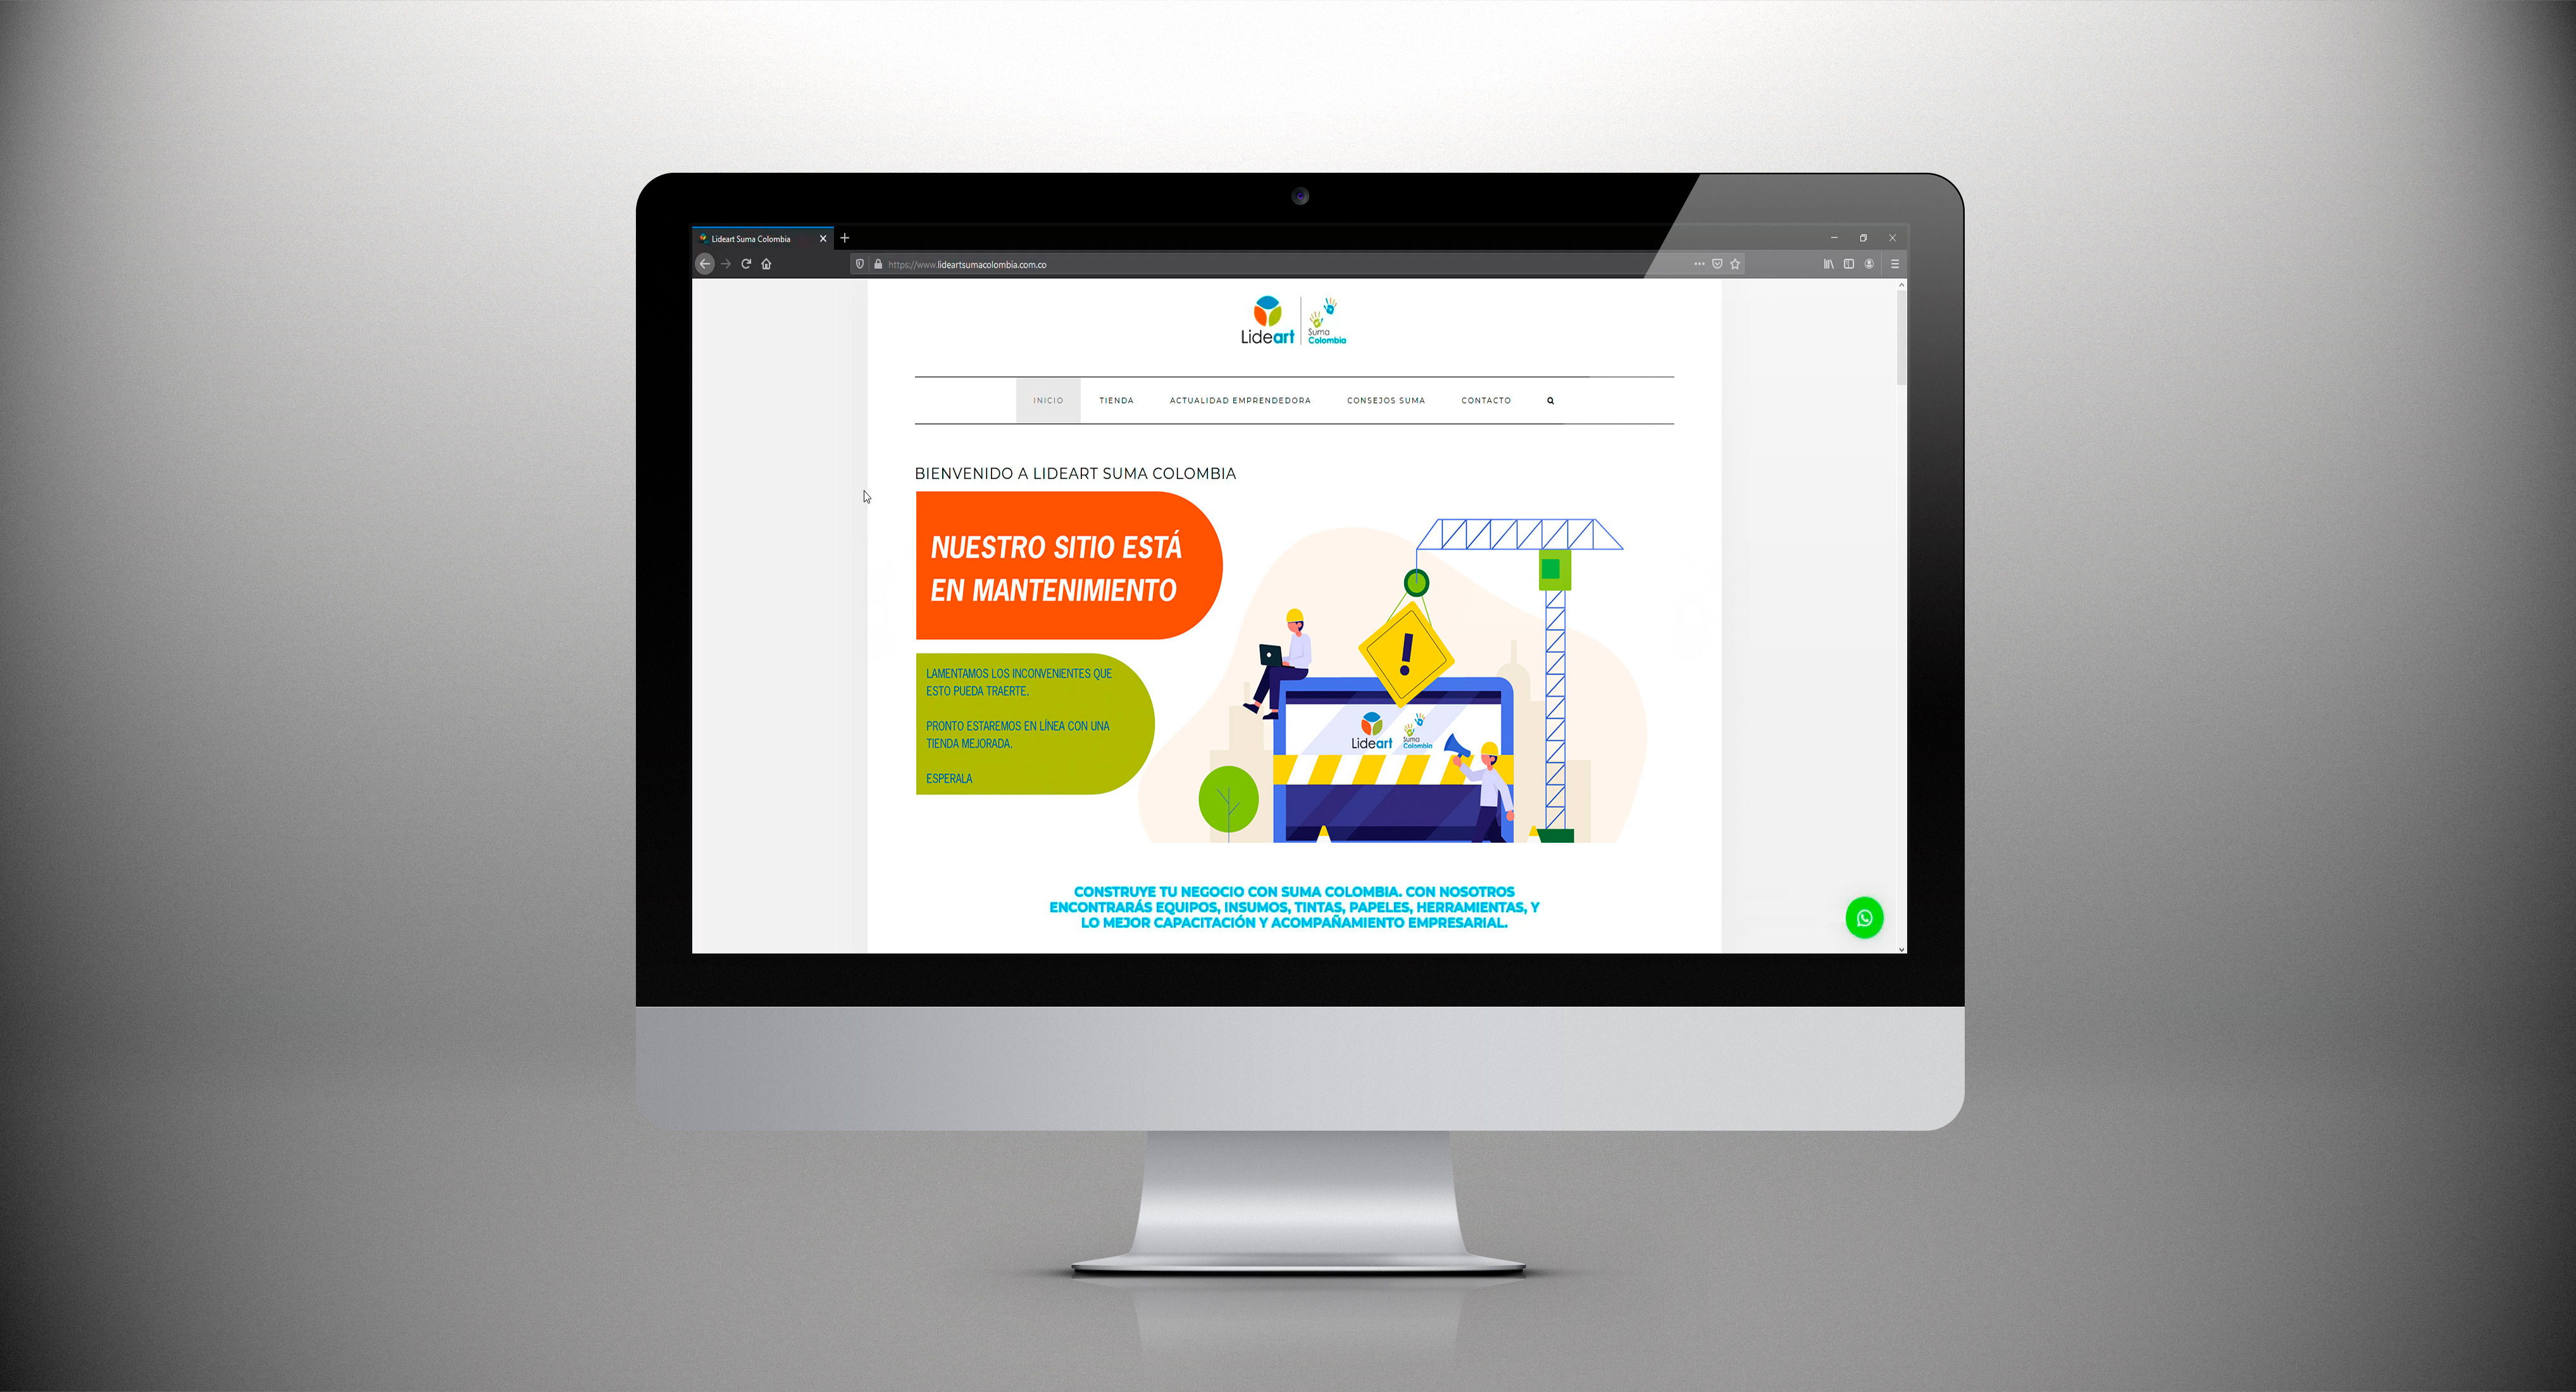 Lideart Suma Colombia
https://www.lideartsumacolombia.com.co
Lideart
Suma
Colombia
INICIO
TIENDA
ACTUALIDAD EMPRENDEDORA
CONSEJOS SUMA
CONTACTO
BIENVENIDO A LIDEART SUMA COLOMBIA
NUESTRO SITIO ESTÁ
EN MANTENIMIENTO
LAMENTAMOS LOS INCONVENIENTES QUE
ESTO PUEDA TRAERTE.
PRONTO ESTAREMOS EN LÍNEA CON UNA
TIENDA MEJORADA.
ESPERALA
!
Lideart
Suma
Colombia
CONSTRUYE TU NEGOCIO CON SUMA COLOMBIA. CON NOSOTROS
ENCONTRARÁS EQUIPOS, INSUMOS, TINTAS, PAPELES, HERRAMIENTAS, Y
LO MEJOR CAPACITACIÓN Y ACOMPAÑAMIENTO EMPRESARIAL.